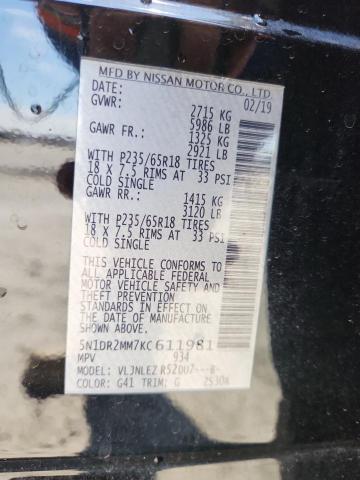 MFD BY NISSAN MOTOR CO., LTD.
DATE: 02/19
GVWR: 2715 KG
5986 LB
GAWR FR.: 1325 KG
2921 LB
WITH P235/65R18 TIRES
18 X 7.5 RIMS AT 33 PSI
COLD SINGLE
GAWR RR.: 1415 KG
3120 LB
WITH P235/65R18 TIRES
18 X 7.5 RIMS AT 33 PSI
COLD SINGLE
THIS VEHICLE CONFORMS TO
ALL APPLICABLE FEDERAL
MOTOR VEHICLE SAFETY AND
THEFT PREVENTION
STANDARDS IN EFFECT ON
THE DATE OF MANUFACTURE
SHOWN ABOVE.
5N1DR2MM7KC611981
MPV 934
MODEL:
COLOR: G41 TRIM: G